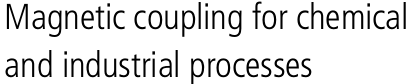 Magnetic coupling for chemical
and industrial processes